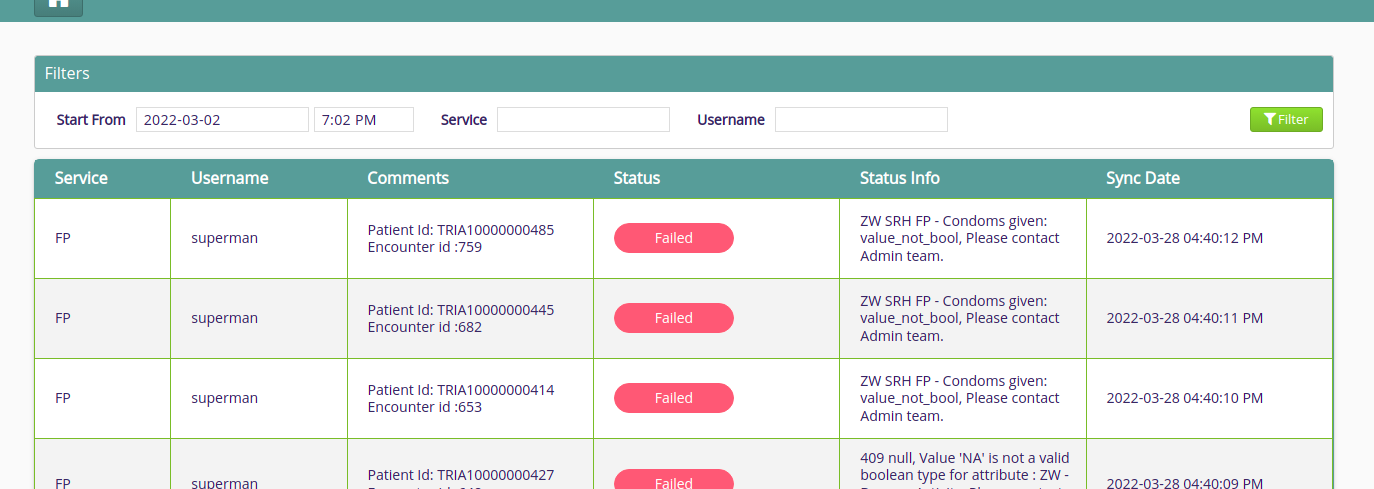 Filters
Start From 2022-03-02 7:02 PM Service Username Filter
Service Username Comments Status Status Info Sync Date
FP superman Patient Id: TRIA10000000485 Failed ZW SRH FP - Condoms given: 2022-03-28 04:40:12 PM
Encounter id :759 value_not_bool, Please contact
Admin team.
FP superman Patient Id: TRIA10000000445 Failed ZW SRH FP - Condoms given: 2022-03-28 04:40:11 PM
Encounter id :682 value_not_bool, Please contact
Admin team.
FP superman Patient Id: TRIA10000000414 Failed ZW SRH FP - Condoms given: 2022-03-28 04:40:10 PM
Encounter id :653 value_not_bool, Please contact
Admin team.
FP superman Patient Id: TRIA10000000427 Failed 409 null, Value 'NA' is not a valid 2022-03-28 04:40:09 PM
boolean type for attribute : ZW -